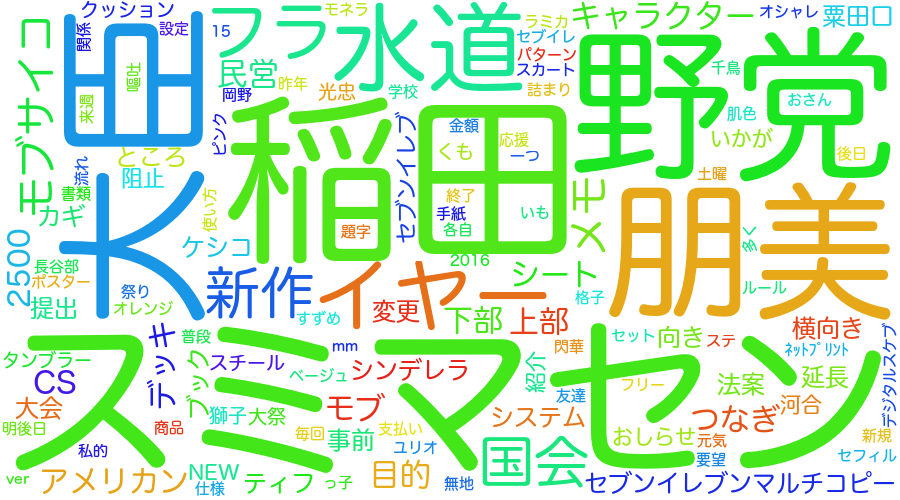 クッション
関係
設定
15
フラ
モネラ
ラミカ
キャラクター
オシャレ
粟田口
セブイレ
パターン
スカート
水道
民営
昨年
光忠
学校
詰まり
野党
千鳥
おさん
肌色
いかが
後日
モブサイコ
来週
嘔吐
太田
岡野
ピンク
稲田
金額
くも
応援
一つ
終了
手紙
いも
各自
題字
セブンイレブ
使い方
ところ
流れ
書類
阻止
カギ
ケシコ
2500
長谷部
ポスター
提出
祭り
オレンジ
新作
すずめ
イヤー
変更
2016
下部
シート
上部
メモ
格子
朋美
土曜
多く
ルール
タンブラー
デッキ
普段
mm
スミマセン
閃華
セット
向き
ステ
横向き
ネットプリント
CS
ブック
スチール
ベージュ
シンデレラ
紹介
友達
フリー
法案
延長
デジタルスケブ
大会
明後日
商品
獅子
大祭
モブ
システム
つなぎ
河合
私的
毎回
事前
支払い
ユリオ
おしらせ
元気
要望
新規
セフィル
ver
アメリカン
NEW
仕様
ティフ
っ子
目的
無地
国会
セブンイレブンマルチコピー